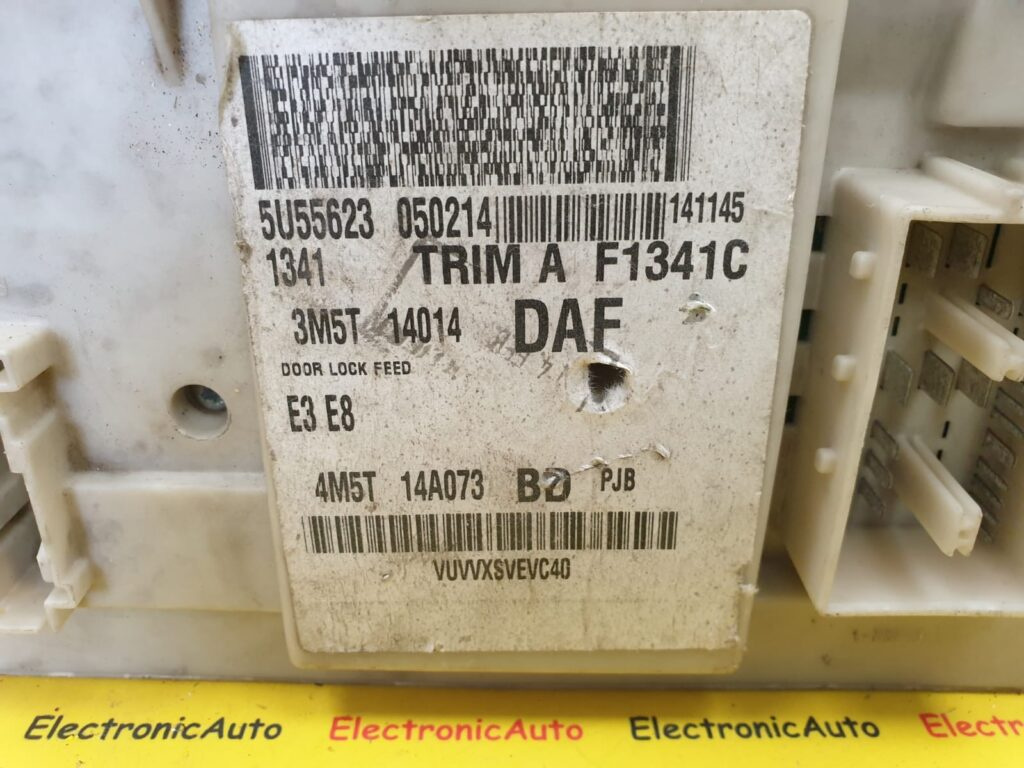 5U55623 050214 141145
1341 TRIM A F1341C
3M5T 14014 DAF
DOOR LOCK FEED
E3 E8
4M5T 14A073 BD PJB
VUVVXSVEVC40
ElectronicAuto ElectronicAuto ElectronicAuto ElectronicAuto